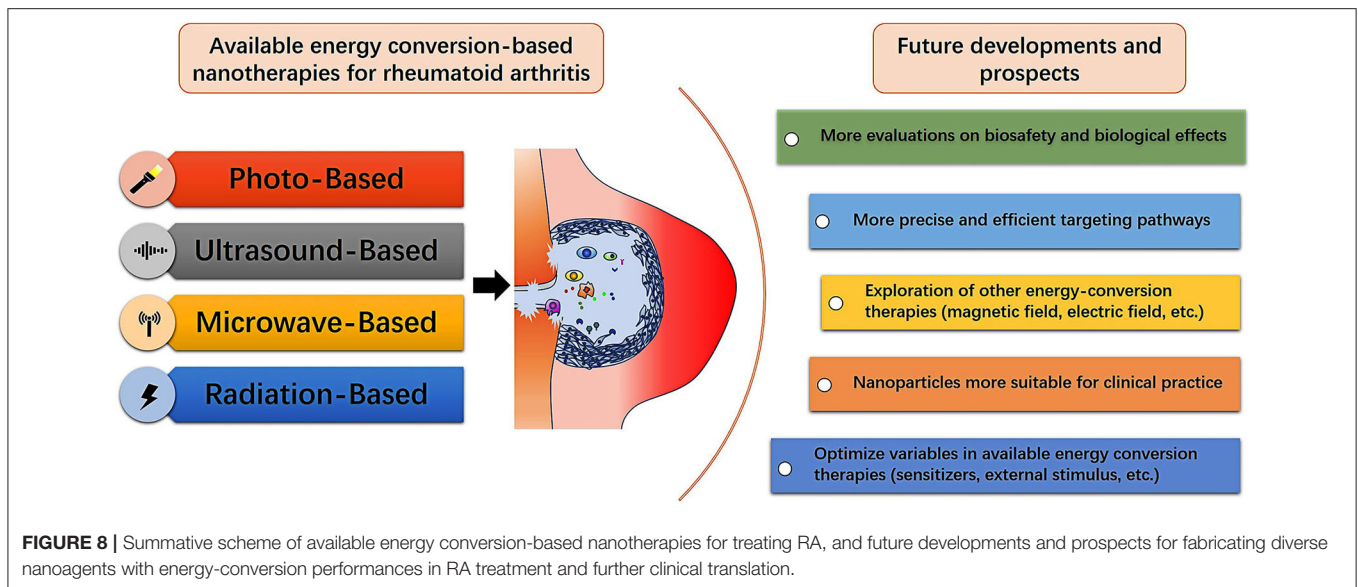 Available energy conversion-based
nanotherapies for rheumatoid arthritis
Photo-Based
Ultrasound-Based
Microwave-Based
Radiation-Based
Future developments and
prospects
More evaluations on biosafety and biological effects
More precise and efficient targeting pathways
Exploration of other energy-conversion
therapies (magnetic field, electric field, etc.)
Nanoparticles more suitable for clinical practice
Optimize variables in available energy conversion
therapies (sensitizers, external stimulus, etc.)
FIGURE 8 | Summative scheme of available energy conversion-based nanotherapies for treating RA, and future developments and prospects for fabricating diverse
nanoagents with energy-conversion performances in RA treatment and further clinical translation.